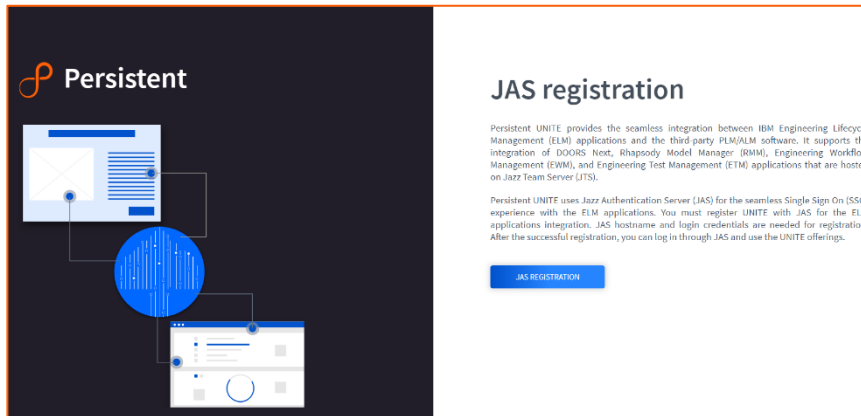 Persistent
JAS registration
Persistent UNITE provides the seamless integration between IBM Engineering Lifecyc
Management (ELM) applications and the third-party PLM/ALM software. It supports th
integration of DOORS Next, Rhapsody Model Manager (RMM), Engineering Workflo
Management (EWM), and Engineering Test Management (ETM) applications that are hoste
on Jazz Team Server (JTS).
Persistent UNITE uses Jazz Authentication Server (JAS) for the seamless Single Sign On (SSO
experience with the ELM applications. You must register UNITE with JAS for the EL
applications integration. JAS hostname and login credentials are needed for registration
After the successful registration, you can log in through JAS and use the UNITE offerings.
JAS REGISTRATION